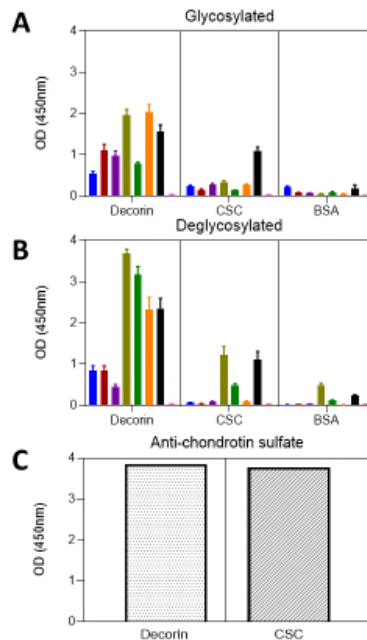 A
Glycosylated
4
3
2
1
0
OD (450nm)
Decorin CSC BSA
B
Deglycosylated
4
3
2
1
0
OD (450nm)
Decorin CSC BSA
C
Anti-chondrotin sulfate
4
3
2
1
0
OD (450nm)
Decorin CSC